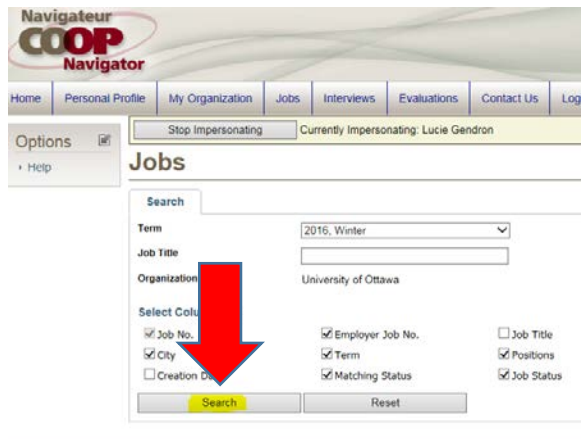 Navigateur
COOP
Navigator
Home Personal Profile My Organization Jobs Interviews Evaluations Contact Us Log
Options
Stop Impersonating Currently Impersonating: Lucie Gendron
Help
Jobs
Search
Term 2016, Winter
Job Title
Organization University of Ottawa
Select
Job No. Employer Job No. Job Title
City Term Positions
Creation Matching Status Job Status
Search Reset